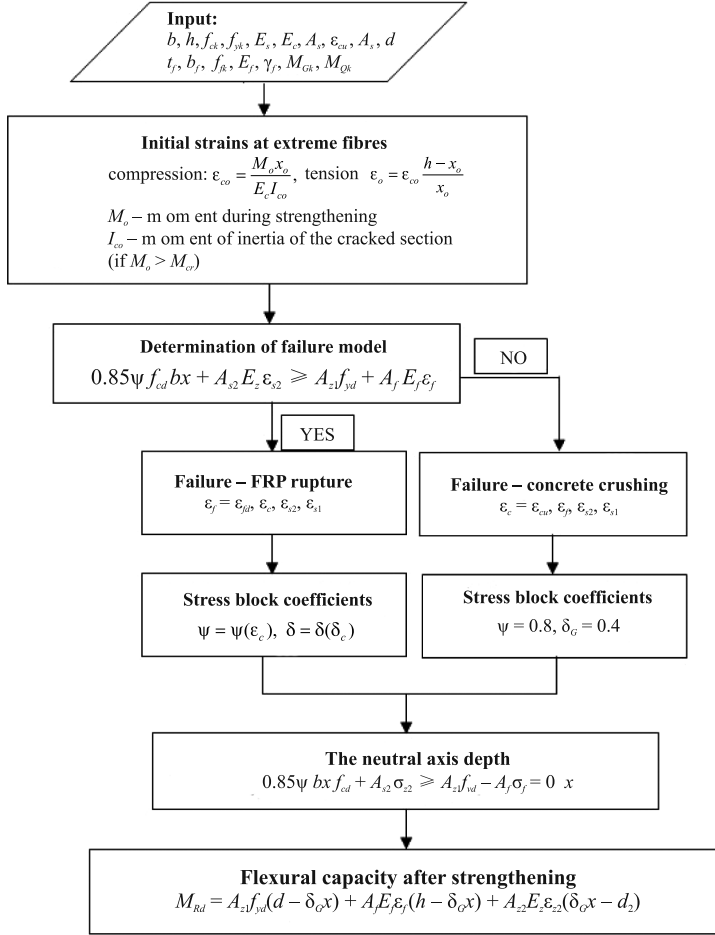 Input:
b, h, f_ck, f_yk, E_s, E_c, A_s, ε_cu, A_s, d
t_f, b_f, f_fk, E_f, γ_f, M_Gk, M_Qk
Initial strains at extreme fibres
compression: ε_co = M_o x_o / E_c I_co, tension ε_o = ε_co (h – x_o) / x_o
M_o – m om ent during strengthening
I_co – m om ent of inertia of the cracked section
(if M_o > M_cr)
Determination of failure model
0.85ψ f_cd bx + A_s2 E_z ε_s2 ⩾ A_z1 f_yd + A_f E_f ε_f
NO
YES
Failure – FRP rupture
ε_f = ε_fd, ε_c, ε_s2, ε_s1
Failure – concrete crushing
ε_c = ε_cu, ε_f, ε_s2, ε_s1
Stress block coefficients
ψ = ψ(ε_c), δ = δ(δ_c)
Stress block coefficients
ψ = 0.8, δ_G = 0.4
The neutral axis depth
0.85ψ bx f_cd + A_s2 σ_z2 ⩾ A_z1 f_yd – A_f σ_f = 0 x
Flexural capacity after strengthening
M_Rd = A_z1 f_yd (d – δ_G x) + A_f E_f ε_f (h – δ_G x) + A_z2 E_z ε_z2 (δ_G x – d_2)